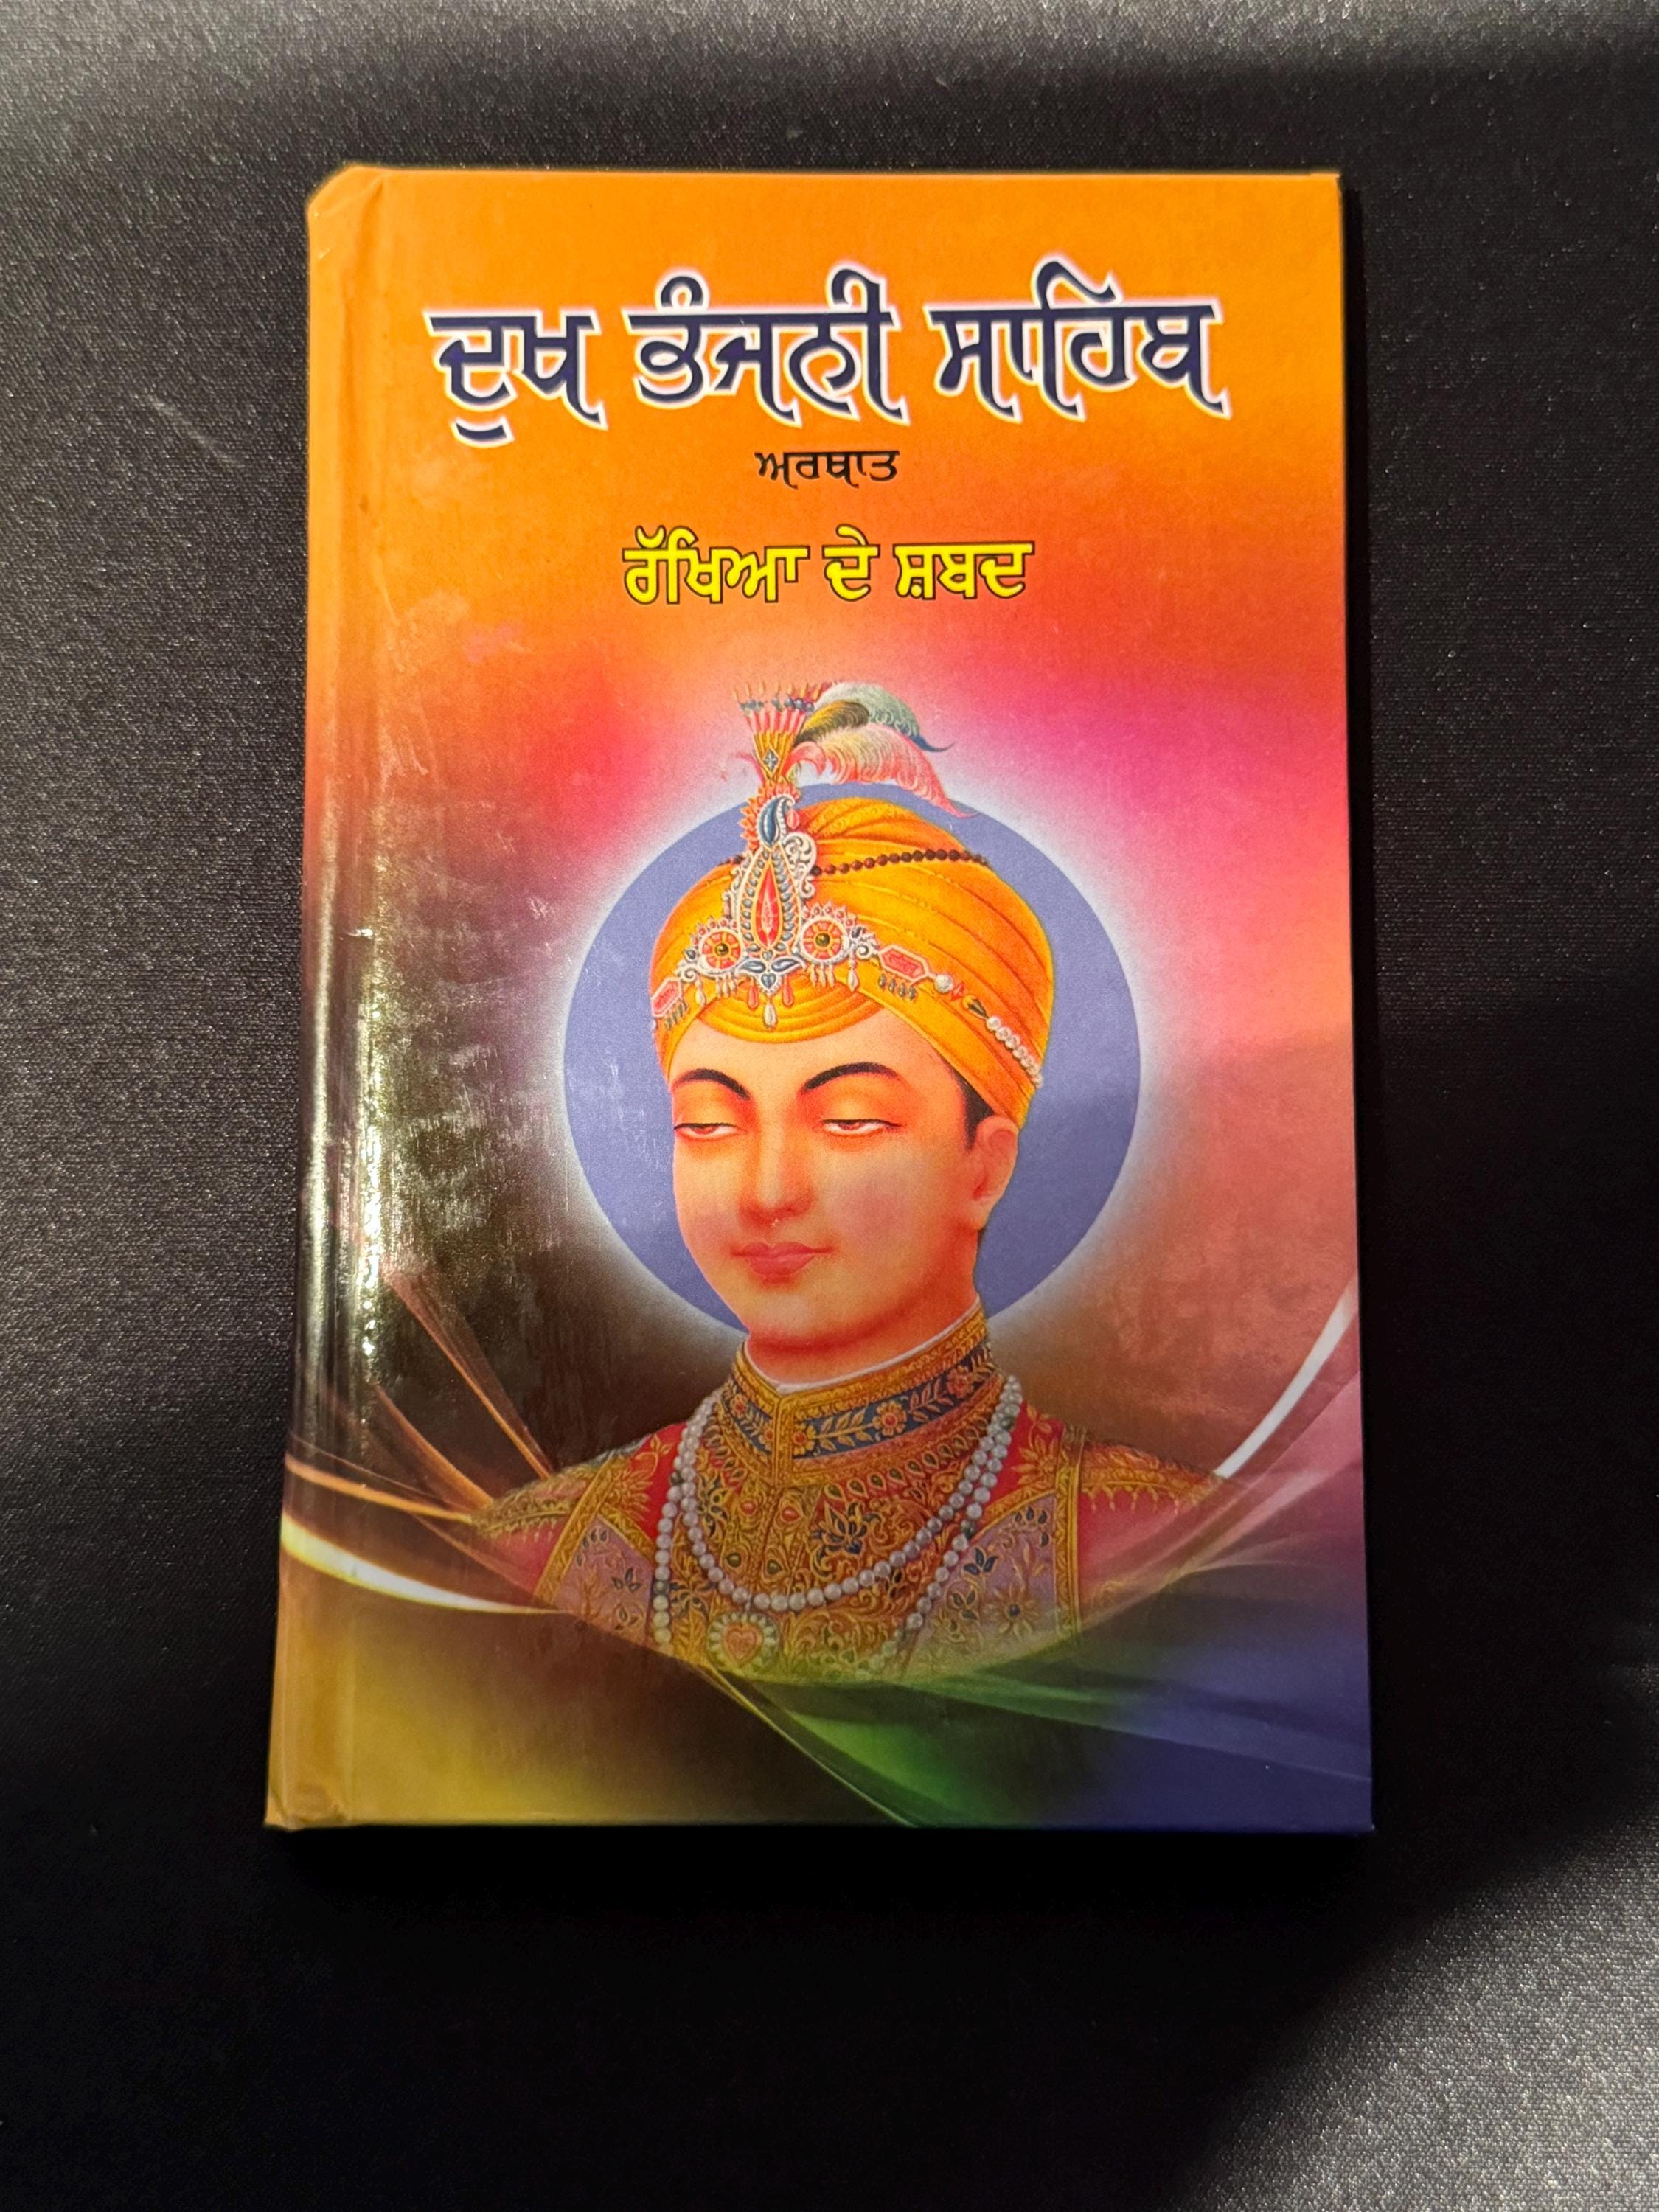 ਦੁਖ ਭੰਜਨੀ ਸਾਹਿਬ
ਅਰਥਾਤ
ਰੱਖਿਆ ਦੇ ਸ਼ਬਦ